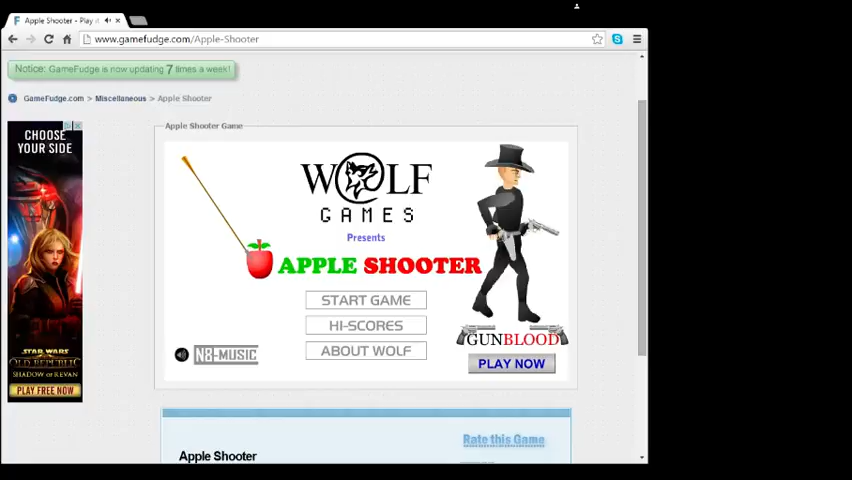 Apple Shooter - Play i
www.gamefudge.com/Apple-Shooter
Notice: GameFudge is now updating 7 times a week!
GameFudge.com > Miscellaneous > Apple Shooter
CHOOSE
YOUR SIDE
STAR WARS
THE OLD REPUBLIC
SHADOW OF REVAN
PLAY FREE NOW
Apple Shooter Game
WOLF
GAMES
Presents
APPLE SHOOTER
START GAME
HI-SCORES
ABOUT WOLF
N8-MUSIC
GUNBLOOD
PLAY NOW
Rate this Game
Apple Shooter